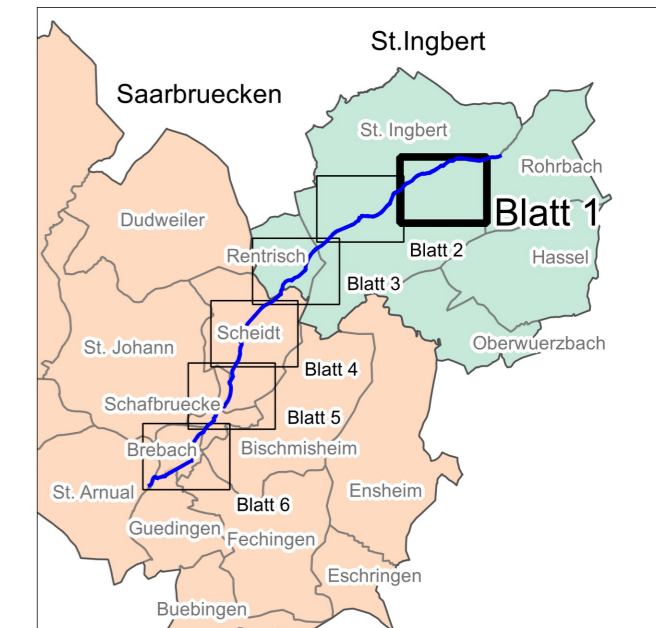 St.Ingbert
Saarbruecken
St. Ingbert
Rohrbach
Dudweiler
Blatt 1
Rentrisch
Blatt 2
Hassel
Blatt 3
Scheidt
St. Johann
Oberwuerzbach
Blatt 4
Schafbruecke
Blatt 5
Brebach
Bischmisheim
St. Arnual
Ensheim
Blatt 6
Guedingen
Fechingen
Eschringen
Buebingen